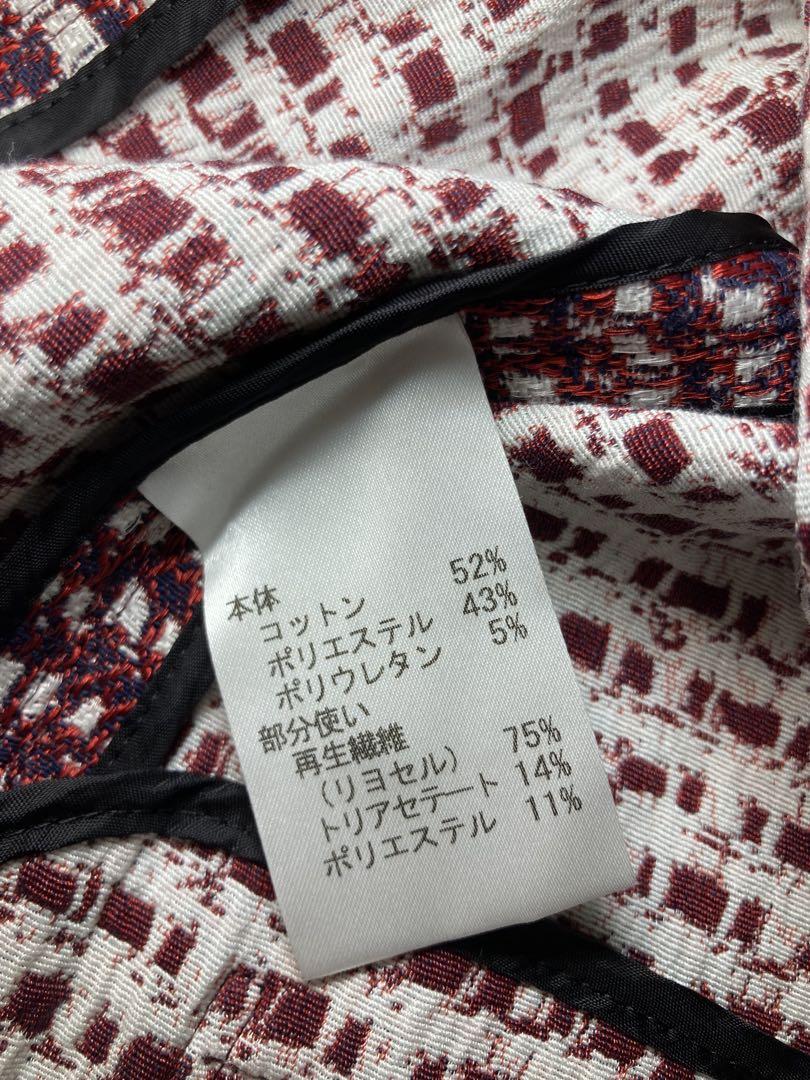 本体
コットン 52%
ポリエステル 43%
ポリウレタン 5%
部分使い
再生繊維
(リヨセル) 75%
トリアセテート 14%
ポリエステル 11%